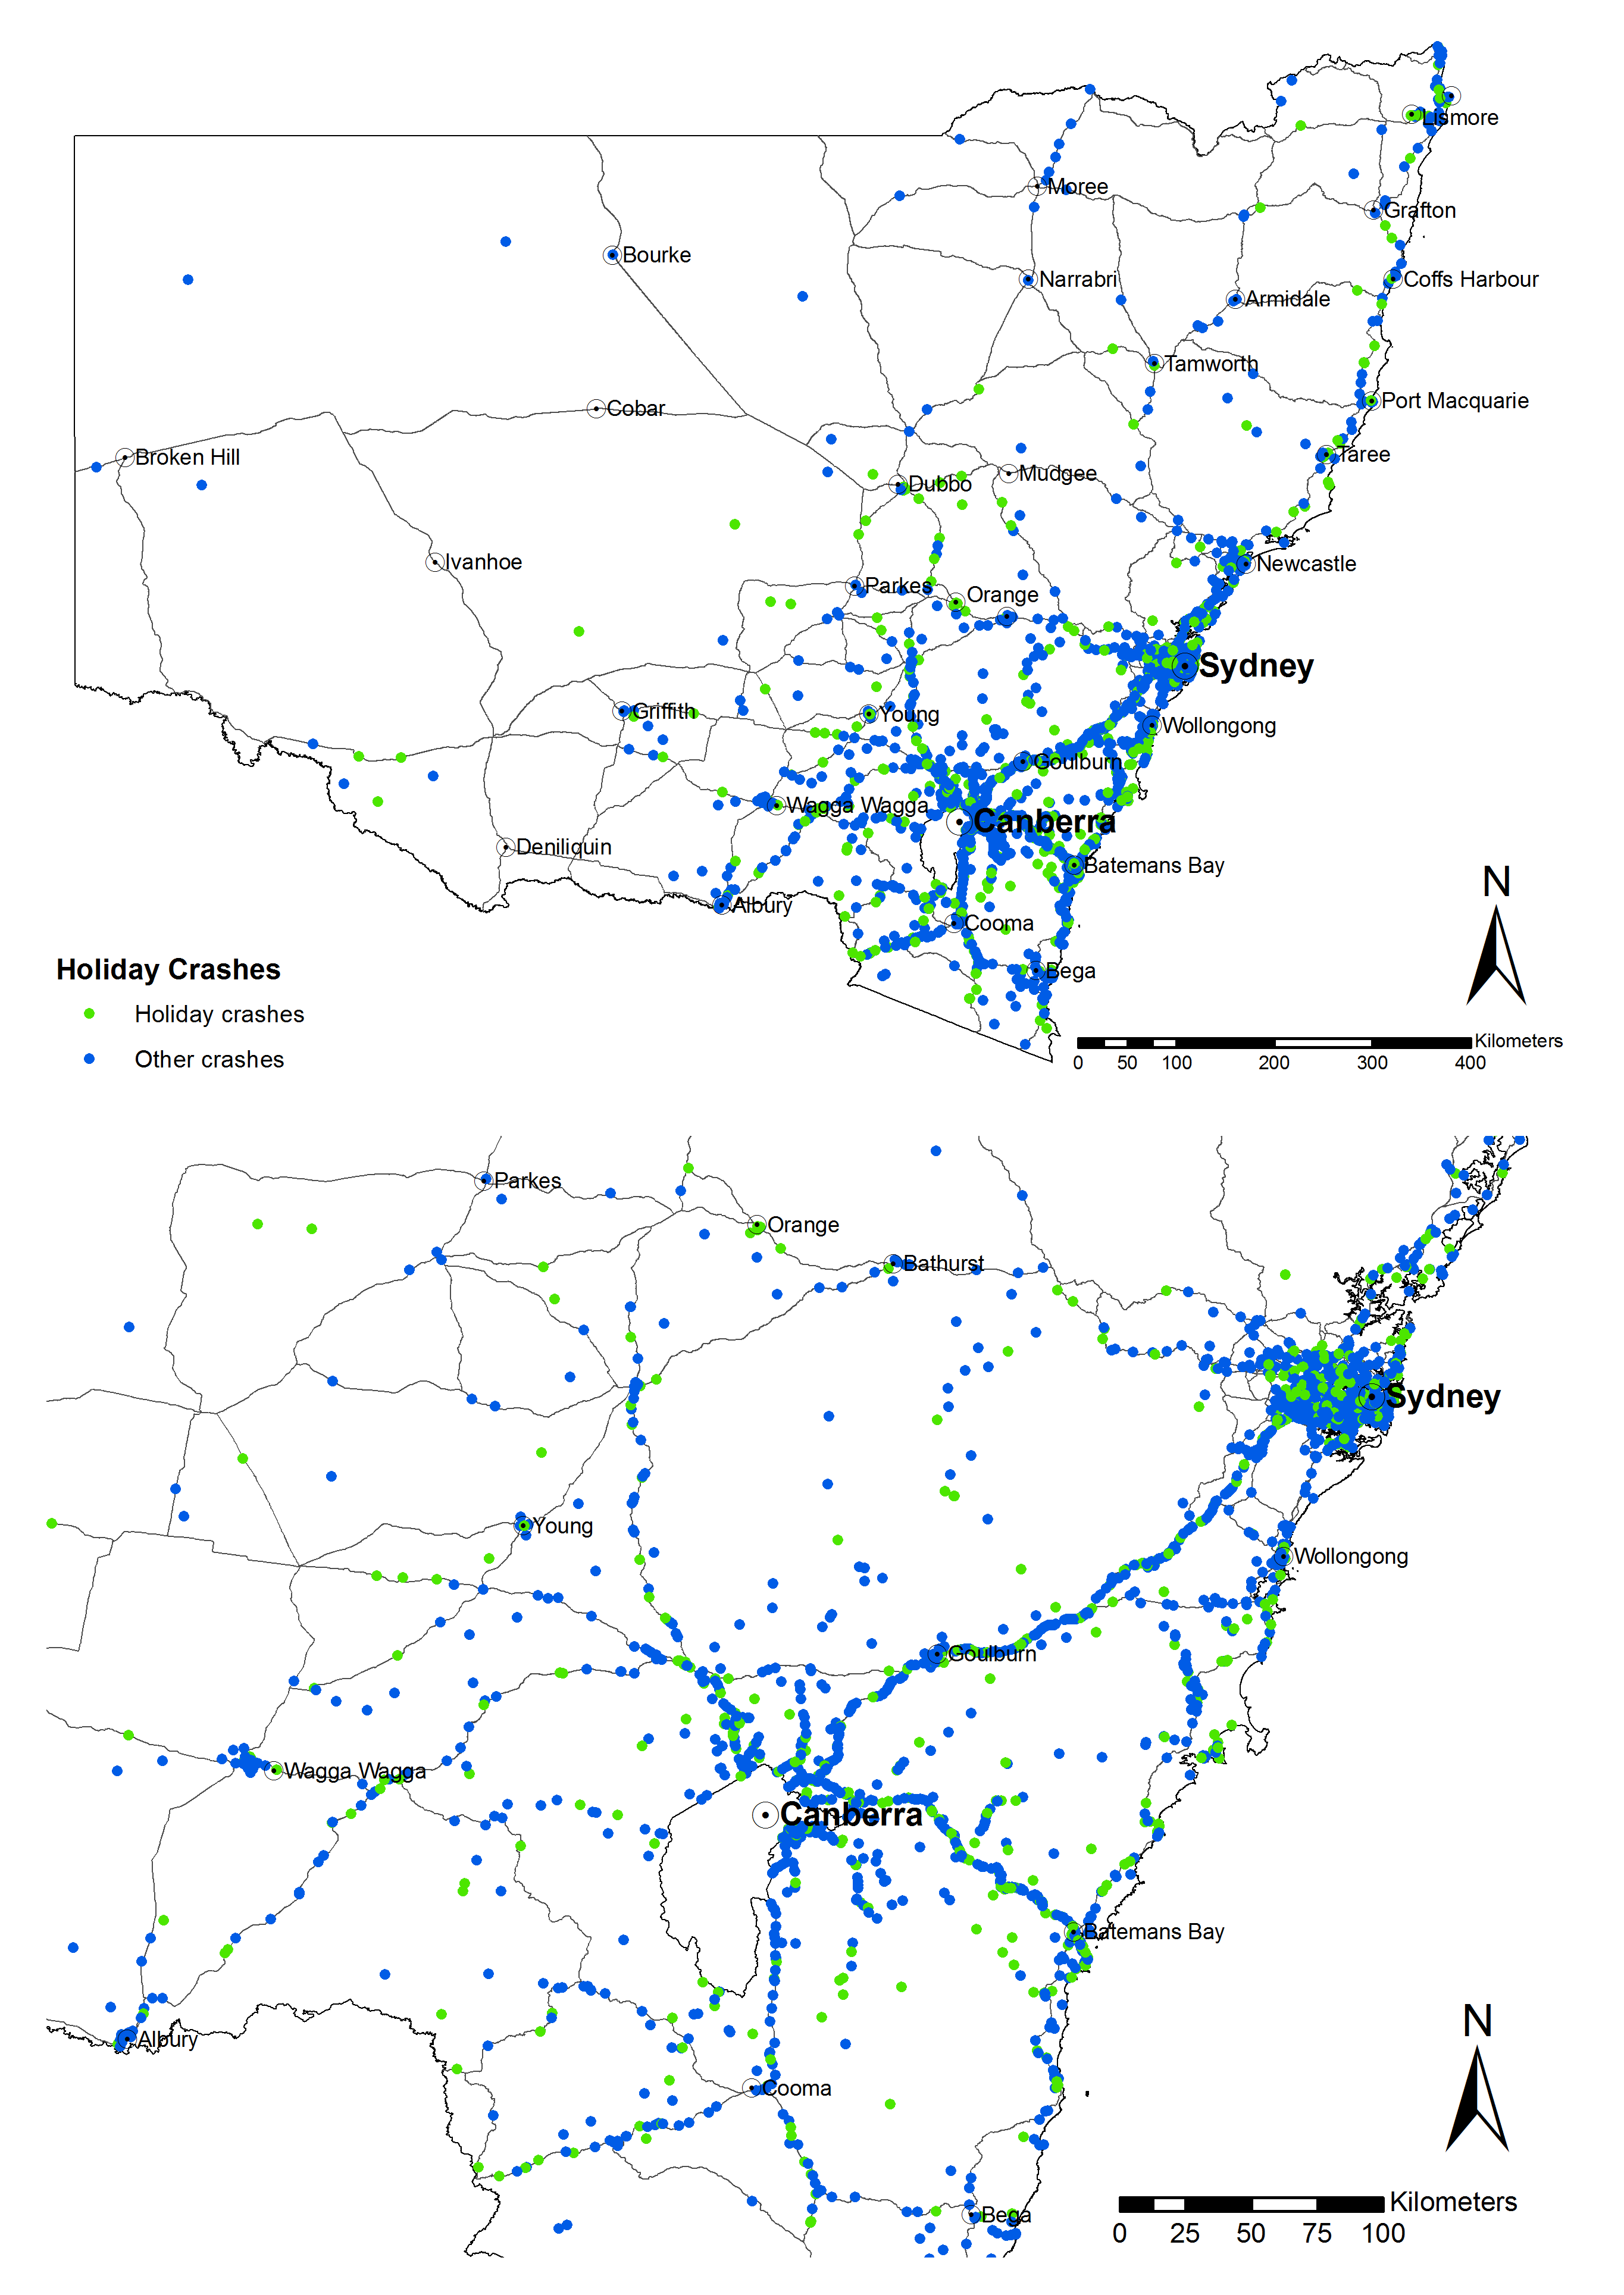 Lismore
Moree
Grafton
Bourke
Narrabri
Coffs Harbour
Armidale
Tamworth
Cobar
Port Macquarie
Broken Hill
Taree
Mudgee
Dubbo
Ivanhoe
Newcastle
Parkes
Orange
Sydney
Griffith
Young
Wollongong
Goulburn
Wagga Wagga
Canberra
Deniliquin
Batemans Bay
Albury
Cooma
Bega
N
Holiday Crashes
Holiday crashes
Other crashes
Kilometers
0 50 100 200 300 400
Parkes
Orange
Bathurst
Sydney
Young
Wollongong
Goulburn
Wagga Wagga
Canberra
Batemans Bay
Albury
Cooma
Bega
N
Kilometers
0 25 50 75 100